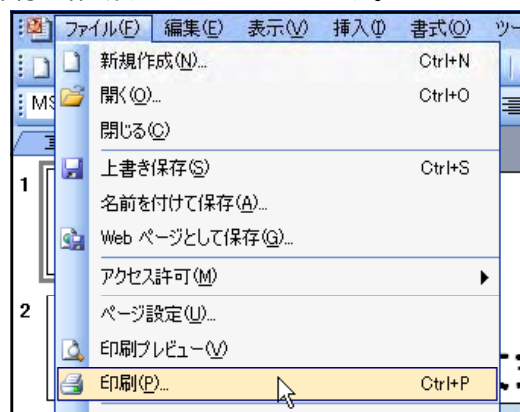 ファイル(F) 編集(E) 表示(V) 挿入(I) 書式(O) ツー
新規作成(N)... Ctrl+N
開く(O)... Ctrl+O
MS
閉じる(C)
上書き保存(S) Ctrl+S
1
名前を付けて保存(A)...
Web ページとして保存(G)...
アクセス許可(M)
2
ページ設定(U)...
印刷プレビュー(V)
印刷(P)... Ctrl+P